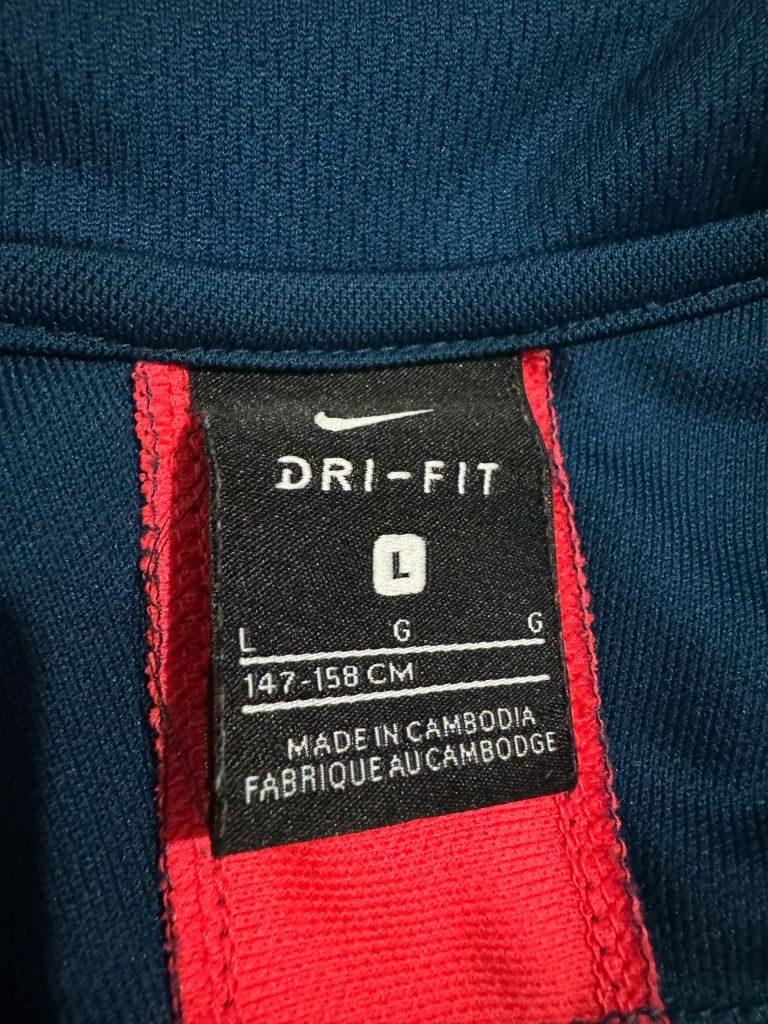 DRI-FIT
L
L G G
147-158 CM
MADE IN CAMBODIA
FABRIQUE AU CAMBODGE